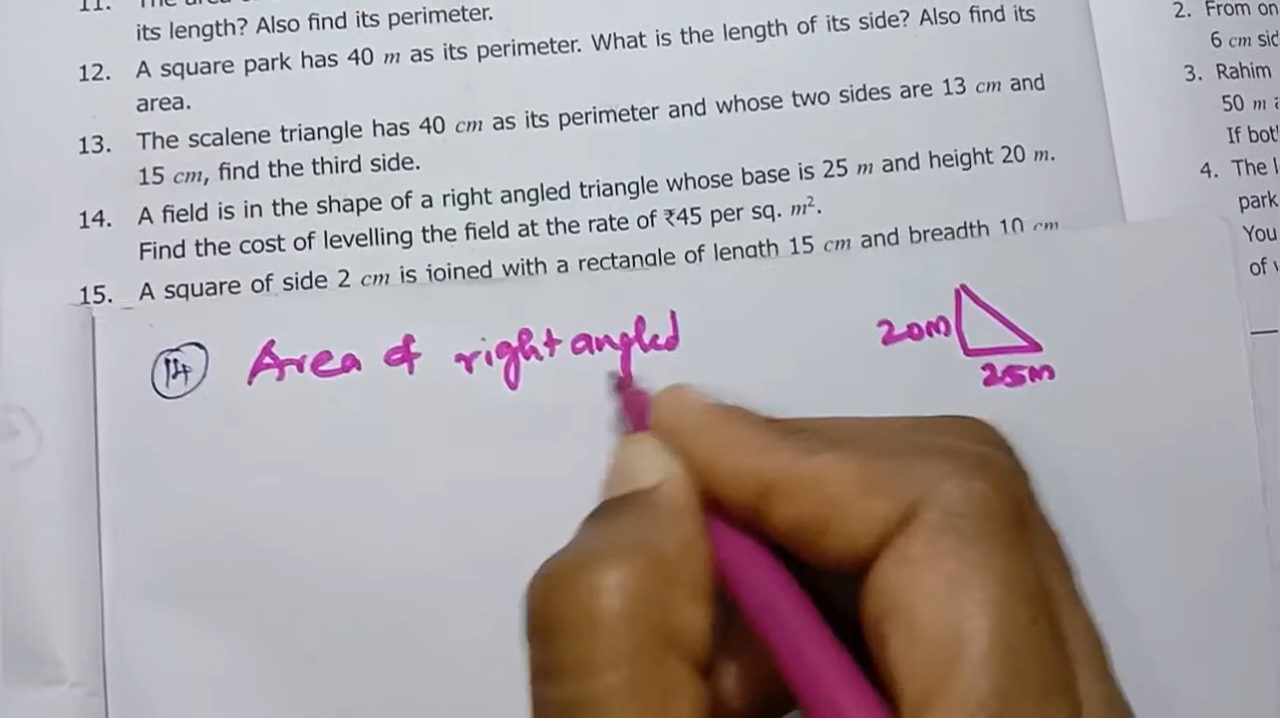 11. The area
its length? Also find its perimeter.
12. A square park has 40 m as its perimeter. What is the length of its side? Also find its
area.
13. The scalene triangle has 40 cm as its perimeter and whose two sides are 13 cm and
15 cm, find the third side.
14. A field is in the shape of a right angled triangle whose base is 25 m and height 20 m.
Find the cost of levelling the field at the rate of ₹45 per sq. m².
15. A square of side 2 cm is joined with a rectangle of length 15 cm and breadth 10 cm
2. From on
6 cm sid
3. Rahim
50 m
If bot
4. The l
park
You
of
14 Area of right angled
20m
25m